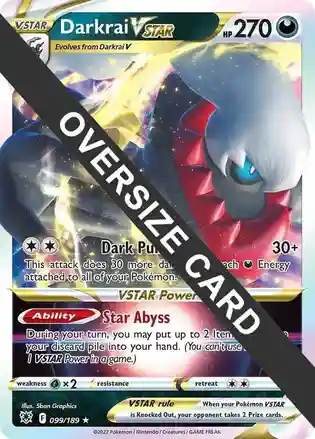 VSTAR Darkrai VSTAR HP 270
Evolves from Darkrai V
OVERSIZE CARD
Dark Pu 30+
This attack does 30 more da each Energy
attached to all of your Pokémon.
VSTAR Power
Ability Star Abyss
During your turn, you may put up to 2 Item
your discard pile into your hand. (You can't use
1 VSTAR Power in a game.)
weakness ×2 resistance retreat
Illus. 5ban Graphics
F 099/189 ★
VSTAR rule When your Pokémon VSTAR
is Knocked Out, your opponent takes 2 Prize cards.
©2022 Pokémon / Nintendo / Creatures / GAME FREAK